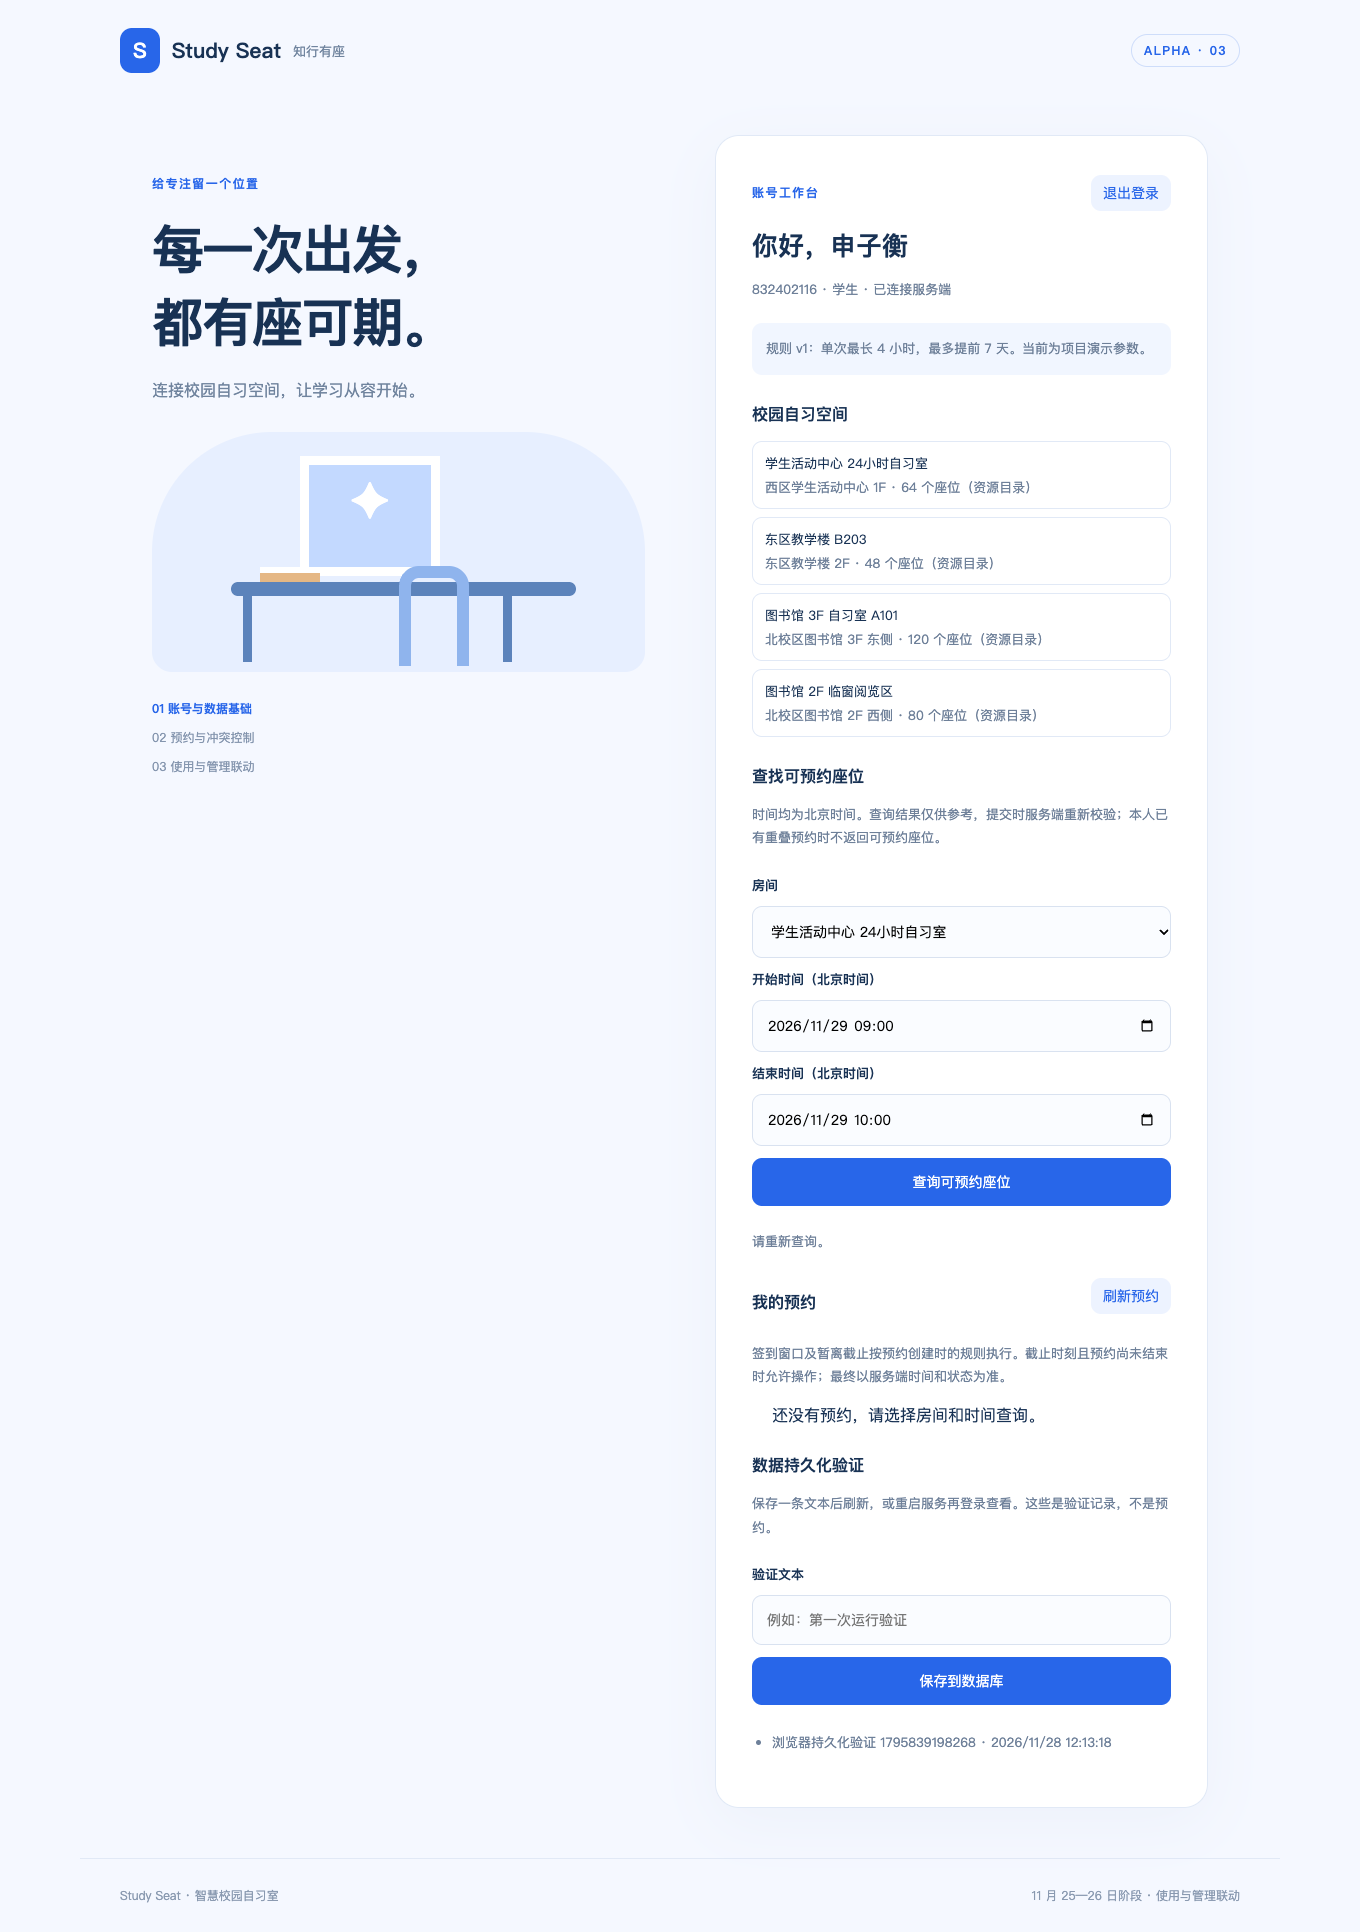 S
Study Seat 知行有座
ALPHA · 03
给专注留一个位置
每一次出发，
都有座可期。
连接校园自习空间，让学习从容开始。
01 账号与数据基础
02 预约与冲突控制
03 使用与管理联动
账号工作台
退出登录
你好，申子衡
832402116 · 学生 · 已连接服务端
规则 v1：单次最长 4 小时，最多提前 7 天。当前为项目演示参数。
校园自习空间
学生活动中心 24小时自习室
西区学生活动中心 1F · 64 个座位（资源目录）
东区教学楼 B203
东区教学楼 2F · 48 个座位（资源目录）
图书馆 3F 自习室 A101
北校区图书馆 3F 东侧 · 120 个座位（资源目录）
图书馆 2F 临窗阅览区
北校区图书馆 2F 西侧 · 80 个座位（资源目录）
查找可预约座位
时间均为北京时间。查询结果仅供参考，提交时服务端重新校验；本人已
有重叠预约时不返回可预约座位。
房间
学生活动中心 24小时自习室
开始时间（北京时间）
2026/11/29 09:00
结束时间（北京时间）
2026/11/29 10:00
查询可预约座位
请重新查询。
我的预约
刷新预约
签到窗口及暂离截止按预约创建时的规则执行。截止时刻且预约尚未结束
时允许操作；最终以服务端时间和状态为准。
还没有预约，请选择房间和时间查询。
数据持久化验证
保存一条文本后刷新，或重启服务再登录查看。这些是验证记录，不是预
约。
验证文本
例如：第一次运行验证
保存到数据库
• 浏览器持久化验证 1795839198268 · 2026/11/28 12:13:18
Study Seat · 智慧校园自习室
11 月 25—26 日阶段 · 使用与管理联动